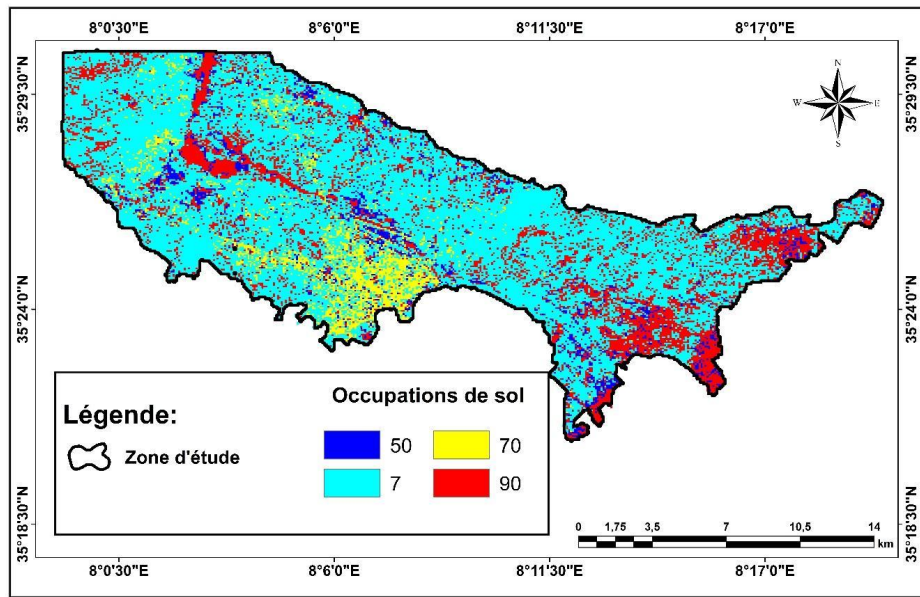 8°0'30"E 8°6'0"E 8°11'30"E 8°17'0"E
35°29'30"N 35°29'30"N
N
W E
S
35°24'0"N 35°24'0"N
Légende:
Zone d'étude
Occupations de sol
50 70
7 90
35°18'30"N 35°18'30"N
0 1,75 3,5 7 10,5 14
km
8°0'30"E 8°6'0"E 8°11'30"E 8°17'0"E